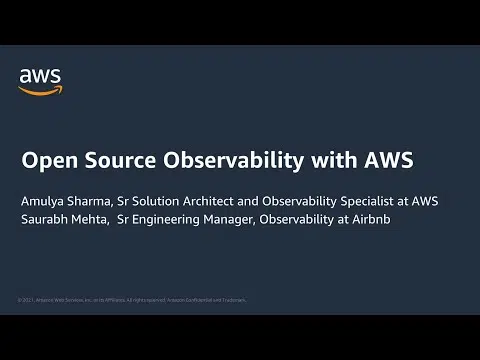 aws
Open Source Observability with AWS
Amulya Sharma, Sr Solution Architect and Observability Specialist at AWS
Saurabh Mehta, Sr Engineering Manager, Observability at Airbnb
© 2021, Amazon Web Services, Inc. or its Affiliates. All rights reserved. Amazon Confidential and Trademark.